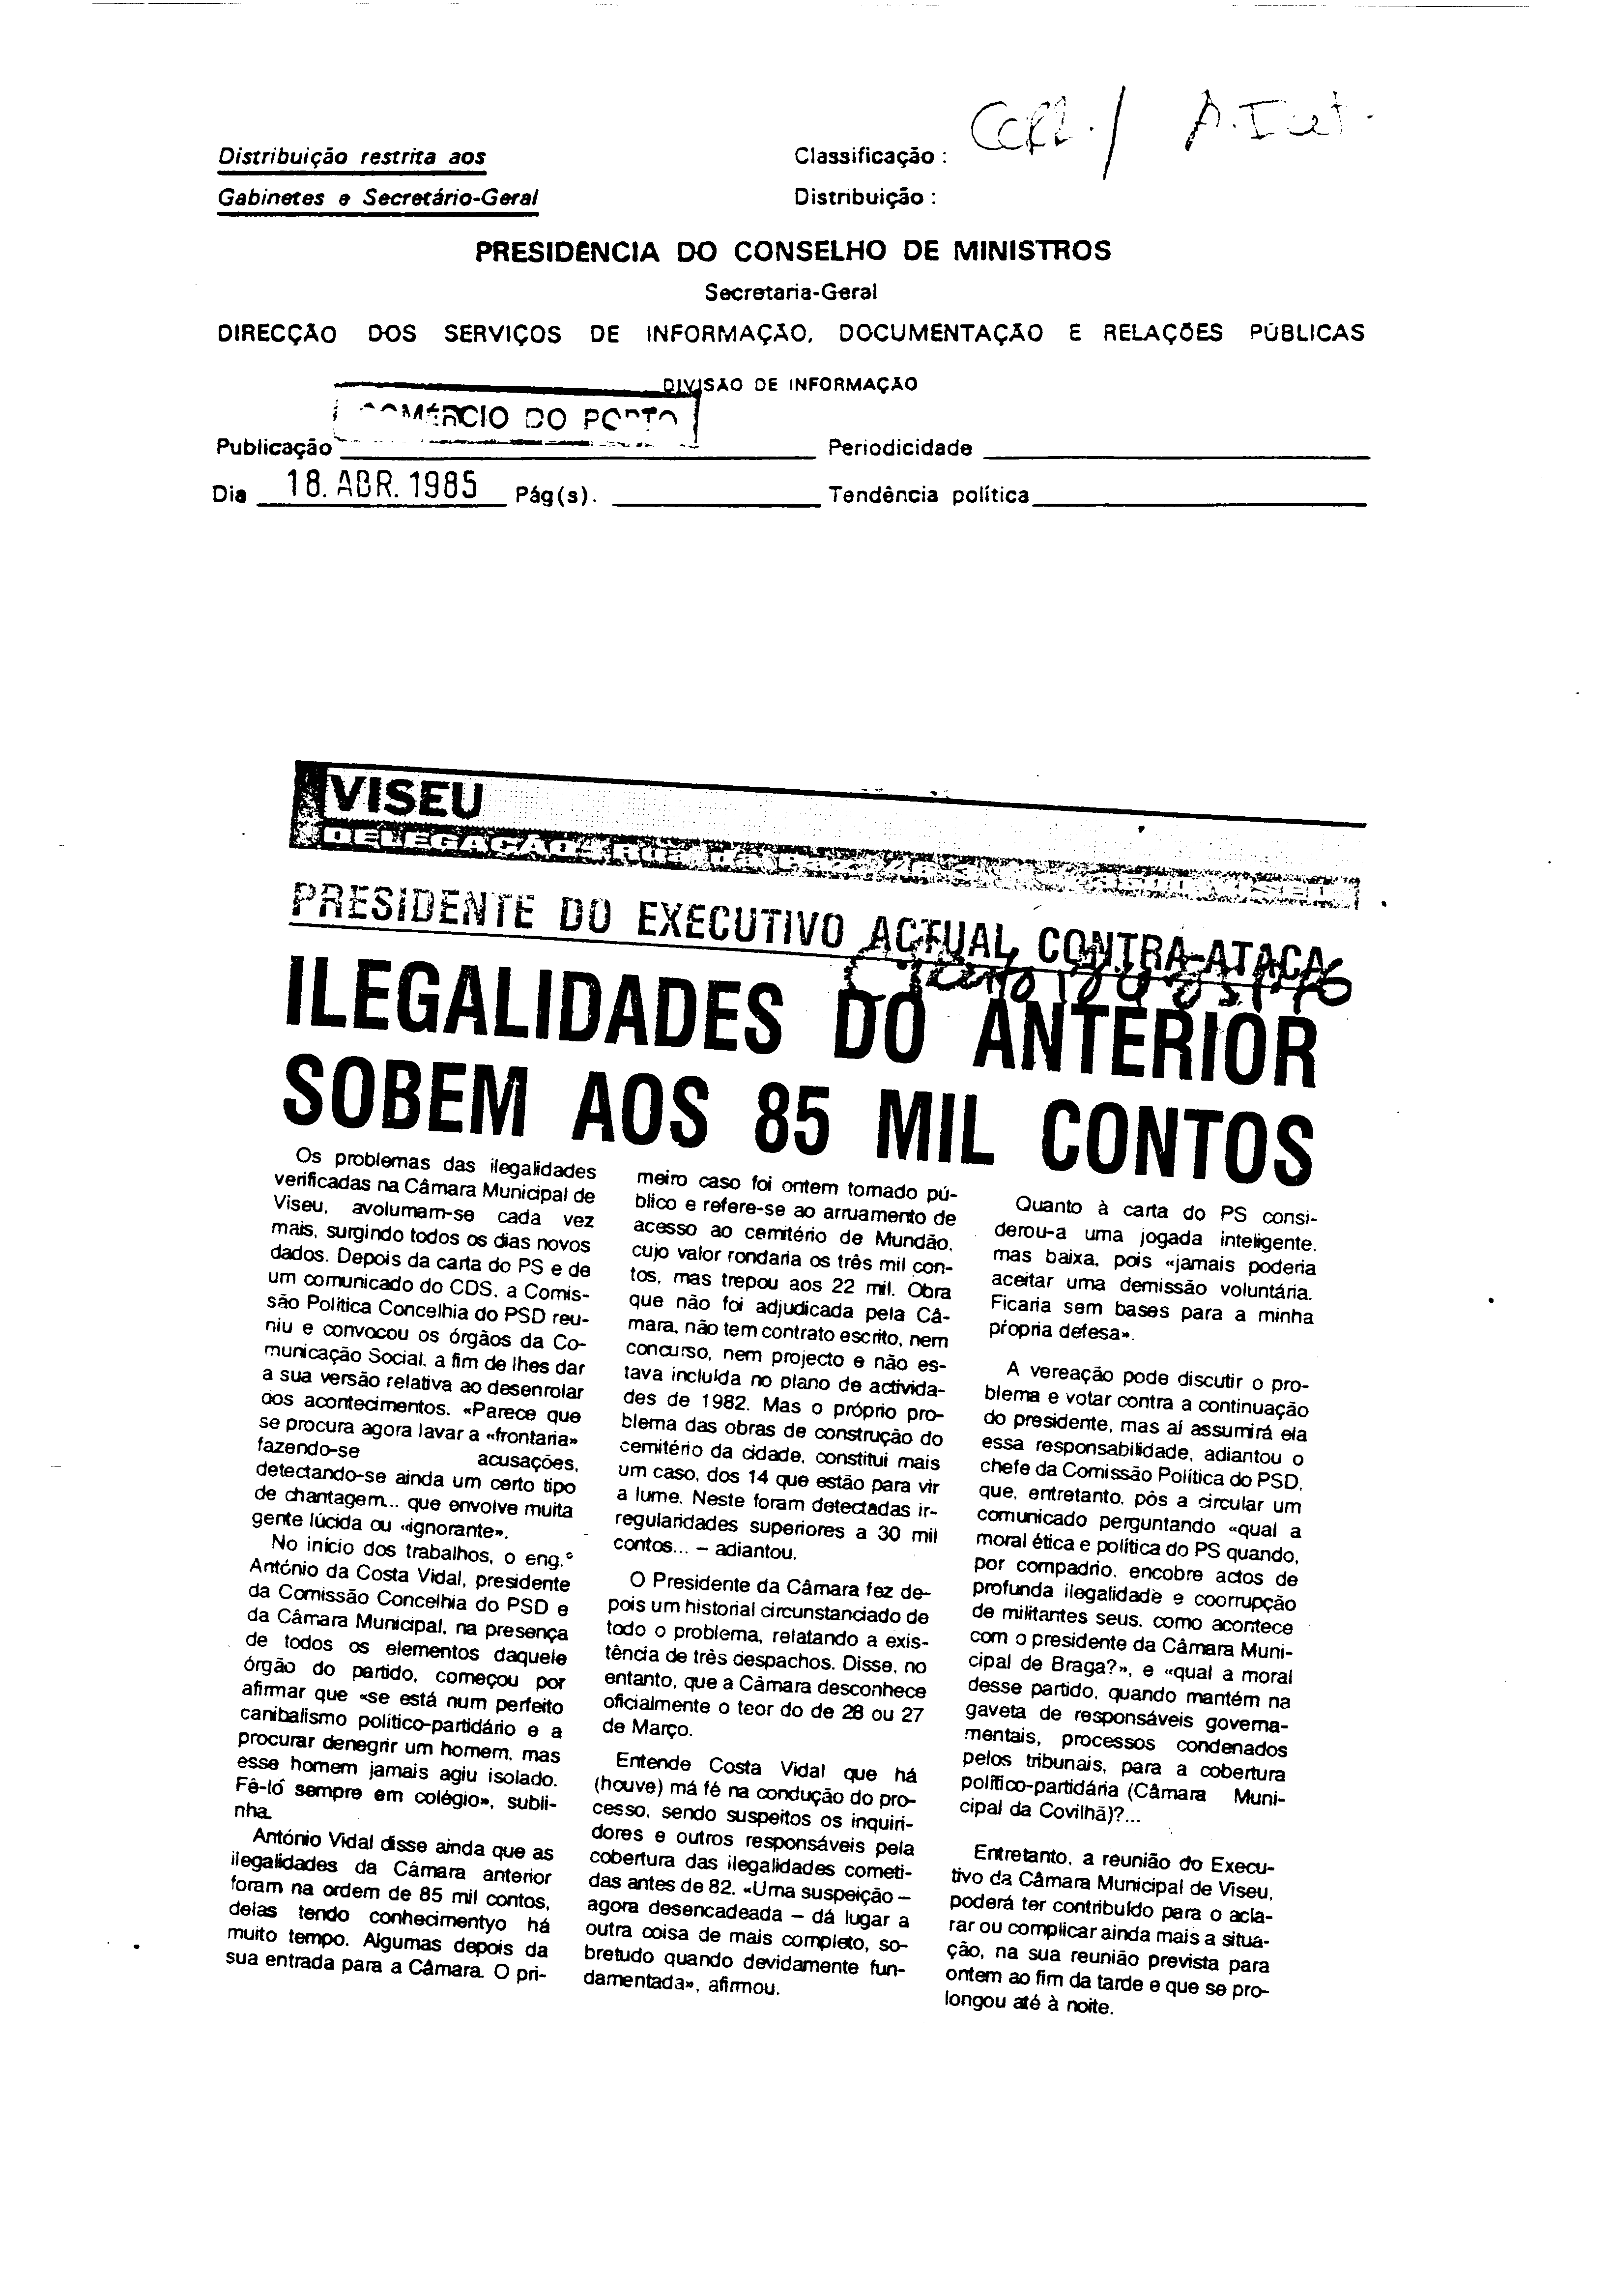 Distribuição restrita aos
Gabinetes e Secretário-Geral
Classificação :
Distribuição :
PRESIDÊNCIA DO CONSELHO DE MINISTROS
Secretaria-Geral
DIRECÇÃO DOS SERVIÇOS DE INFORMAÇÃO, DOCUMENTAÇÃO E RELAÇÕES PÚBLICAS
DIVISÃO DE INFORMAÇÃO
COMÉRCIO DO PORTO
Publicação
Periodicidade
Dia 18. ABR. 1985 Pág(s). Tendência política
VISEU
DELEGAÇÃO: Rua da
PRESIDENTE DO EXECUTIVO ACTUAL CONTRA-ATACA
ILEGALIDADES DO ANTERIOR
SOBEM AOS 85 MIL CONTOS
Os problemas das ilegalidades
verificadas na Câmara Municipal de
Viseu, avolumam-se cada vez
mais, surgindo todos os dias novos
dados. Depois da carta do PS e de
um comunicado do CDS, a Comis-
são Política Concelhia do PSD reu-
niu e convocou os órgãos da Co-
municação Social, a fim de lhes dar
a sua versão relativa ao desenrolar
dos acontecimentos. «Parece que
se procura agora lavar a «frontaria»
fazendo-se acusações,
detectando-se ainda um certo tipo
de chantagem... que envolve muita
gente lúcida ou «ignorante».
No início dos trabalhos, o eng.º
António da Costa Vidal, presidente
da Comissão Concelhia do PSD e
da Câmara Municipal, na presença
de todos os elementos daquele
órgão do partido, começou por
afirmar que «se está num perfeito
canibalismo político-partidário e a
procurar denegrir um homem, mas
esse homem jamais agiu isolado.
Fê-ló sempre em colégio», subli-
nha.
António Vidal disse ainda que as
ilegalidades da Câmara anterior
foram na ordem de 85 mil contos,
delas tendo conhecimentyo há
muito tempo. Algumas depois da
sua entrada para a Câmara. O pri-
meiro caso foi ontem tornado pú-
blico e refere-se ao arruamento de
acesso ao cemitério de Mundão,
cujo valor rondaria os três mil con-
tos, mas trepou aos 22 mil. Obra
que não foi adjudicada pela Câ-
mara, não tem contrato escrito, nem
concurso, nem projecto e não es-
tava incluída no plano de activida-
des de 1982. Mas o próprio pro-
blema das obras de construção do
cemitério da cidade, constitui mais
um caso, dos 14 que estão para vir
a lume. Neste foram detectadas ir-
regularidades superiores a 30 mil
contos... – adiantou.
O Presidente da Câmara fez de-
pois um historial circunstanciado de
todo o problema, relatando a exis-
tência de três despachos. Disse, no
entanto, que a Câmara desconhece
oficialmente o teor do de 28 ou 27
de Março.
Entende Costa Vidal que há
(houve) má fé na condução do pro-
cesso, sendo suspeitos os inquiri-
dores e outros responsáveis pela
cobertura das ilegalidades cometi-
das antes de 82. «Uma suspeição –
agora desencadeada – dá lugar a
outra coisa de mais completo, so-
bretudo quando devidamente fun-
damentada», afirmou.
Quanto à carta do PS consi-
derou-a uma jogada inteligente,
mas baixa, pois «jamais poderia
aceitar uma demissão voluntária.
Ficaria sem bases para a minha
própria defesa».
A vereação pode discutir o pro-
blema e votar contra a continuação
do presidente, mas aí assumirá ela
essa responsabilidade, adiantou o
chefe da Comissão Política do PSD,
que, entretanto, pôs a circular um
comunicado perguntando «qual a
moral ética e política do PS quando,
por compadrio, encobre actos de
profunda ilegalidade e coorrupção
de militantes seus, como acontece
com o presidente da Câmara Muni-
cipal de Braga?», e «qual a moral
desse partido, quando mantém na
gaveta de responsáveis governa-
mentais, processos condenados
pelos tribunais, para a cobertura
político-partidária (Câmara Muni-
cipal da Covilhã)?...
Entretanto, a reunião do Execu-
tivo da Câmara Municipal de Viseu,
poderá ter contribuído para o acla-
rar ou complicar ainda mais a situa-
ção, na sua reunião prevista para
ontem ao fim da tarde e que se pro-
longou até à noite.